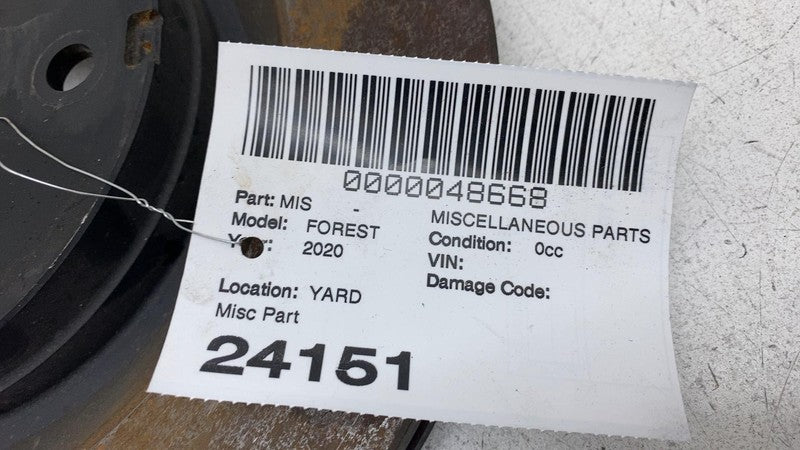 0000048668
Part: MIS - MISCELLANEOUS PARTS
Model: FOREST Condition: 0cc
2020 VIN:
Damage Code:
Location: YARD
Misc Part
24151